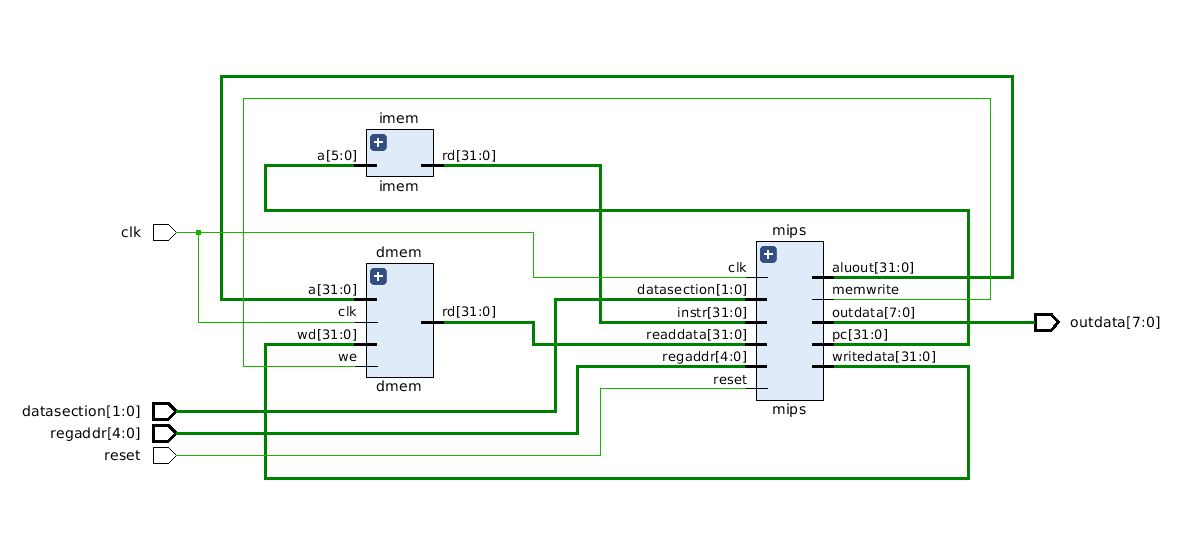 imem
a[5:0]
rd[31:0]
imem
clk
mips
dmem
clk
aluout[31:0]
a[31:0]
datasection[1:0]
memwrite
clk
rd[31:0]
instr[31:0]
outdata[7:0]
outdata[7:0]
wd[31:0]
readdata[31:0]
pc[31:0]
we
regaddr[4:0]
writedata[31:0]
reset
dmem
mips
datasection[1:0]
regaddr[4:0]
reset